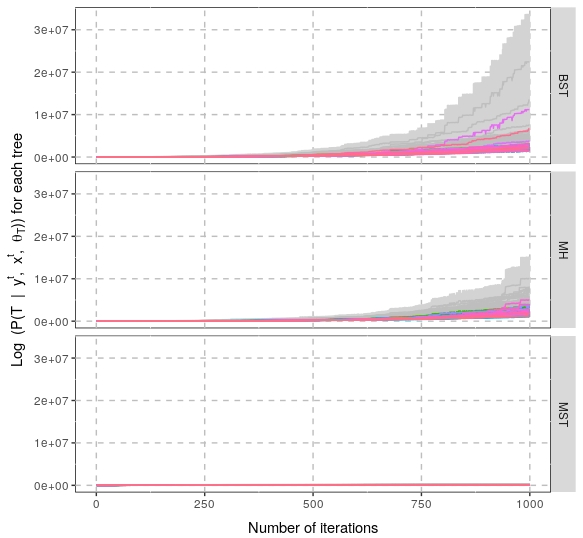 Log (P(T | y^t, x^t, θ_T)) for each tree
3e+07
2e+07
1e+07
0e+00
BST
3e+07
2e+07
1e+07
0e+00
MH
3e+07
2e+07
1e+07
0e+00
MST
0 250 500 750 1000
Number of iterations